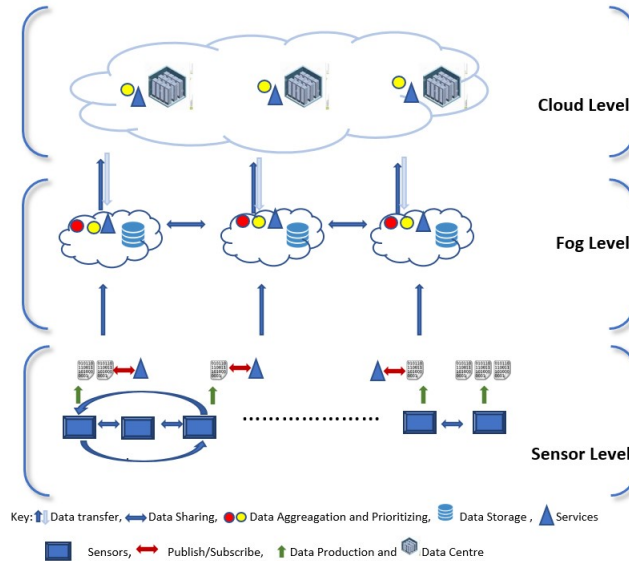 Cloud Level
Fog Level
Sensor Level
Key: Data transfer, Data Sharing, Data Aggreagation and Prioritizing, Data Storage , Services
Sensors, Publish/Subscribe, Data Production and Data Centre